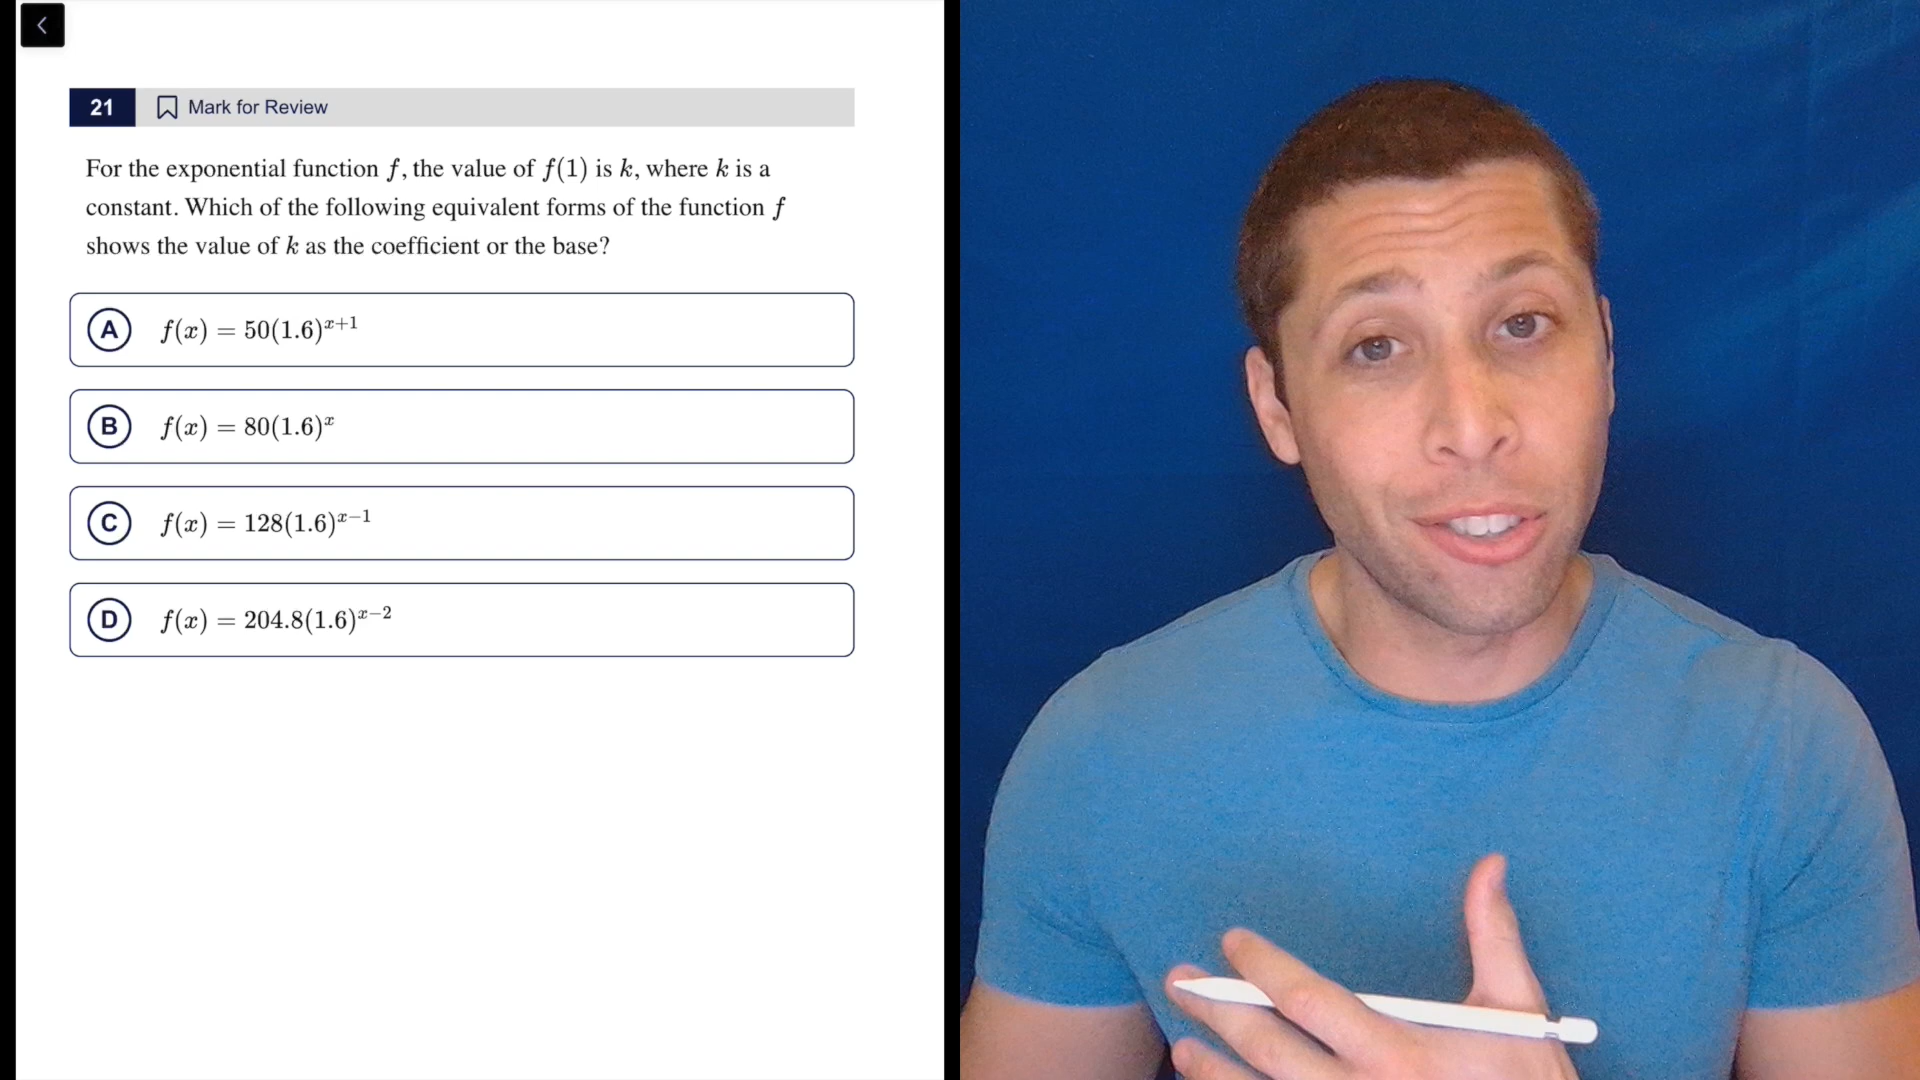 21 Mark for Review
For the exponential function f, the value of f(1) is k, where k is a
constant. Which of the following equivalent forms of the function f
shows the value of k as the coefficient or the base?
A f(x) = 50(1.6)^{x+1}
B f(x) = 80(1.6)^x
C f(x) = 128(1.6)^{x−1}
D f(x) = 204.8(1.6)^{x−2}